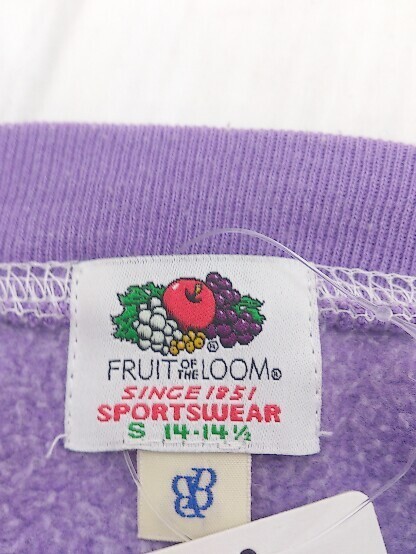 ®
FRUIT OF THE LOOM®
SINCE 1851
SPORTSWEAR
S 14-14½